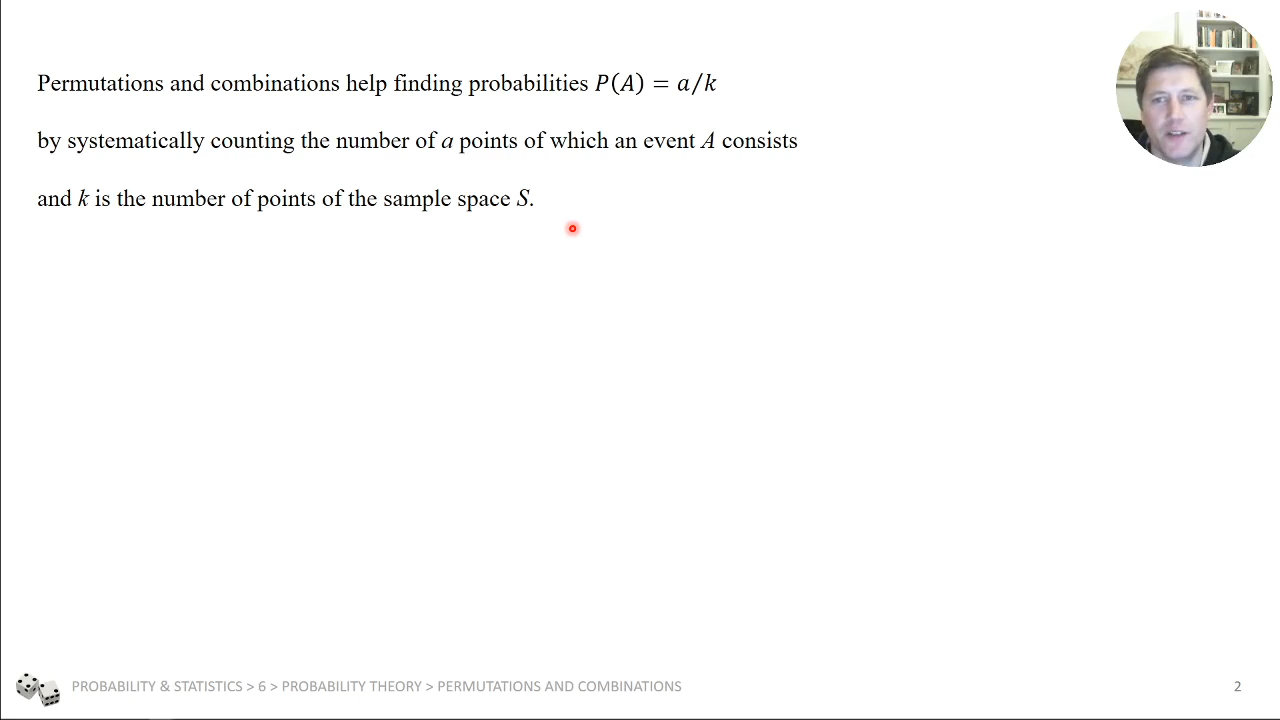 Permutations and combinations help finding probabilities P(A) = a/k
by systematically counting the number of a points of which an event A consists
and k is the number of points of the sample space S.
PROBABILITY & STATISTICS > 6 > PROBABILITY THEORY > PERMUTATIONS AND COMBINATIONS
2